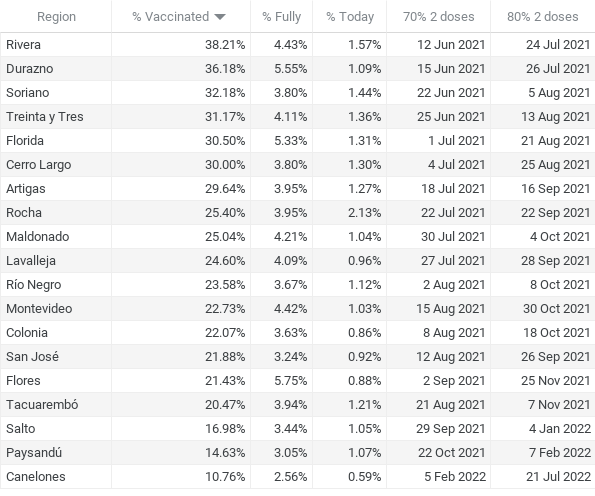 Region % Vaccinated % Fully % Today 70% 2 doses 80% 2 doses
Rivera 38.21% 4.43% 1.57% 12 Jun 2021 24 Jul 2021
Durazno 36.18% 5.55% 1.09% 15 Jun 2021 26 Jul 2021
Soriano 32.18% 3.80% 1.44% 22 Jun 2021 5 Aug 2021
Treinta y Tres 31.17% 4.11% 1.36% 25 Jun 2021 13 Aug 2021
Florida 30.50% 5.33% 1.31% 1 Jul 2021 21 Aug 2021
Cerro Largo 30.00% 3.80% 1.30% 4 Jul 2021 25 Aug 2021
Artigas 29.64% 3.95% 1.27% 18 Jul 2021 16 Sep 2021
Rocha 25.40% 3.95% 2.13% 22 Jul 2021 22 Sep 2021
Maldonado 25.04% 4.21% 1.04% 30 Jul 2021 4 Oct 2021
Lavalleja 24.60% 4.09% 0.96% 27 Jul 2021 28 Sep 2021
Río Negro 23.58% 3.67% 1.12% 2 Aug 2021 8 Oct 2021
Montevideo 22.73% 4.42% 1.03% 15 Aug 2021 30 Oct 2021
Colonia 22.07% 3.63% 0.86% 8 Aug 2021 18 Oct 2021
San José 21.88% 3.24% 0.92% 12 Aug 2021 26 Sep 2021
Flores 21.43% 5.75% 0.88% 2 Sep 2021 25 Nov 2021
Tacuarembó 20.47% 3.94% 1.21% 21 Aug 2021 7 Nov 2021
Salto 16.98% 3.44% 1.05% 29 Sep 2021 4 Jan 2022
Paysandú 14.63% 3.05% 1.07% 22 Oct 2021 7 Feb 2022
Canelones 10.76% 2.56% 0.59% 5 Feb 2022 21 Jul 2022